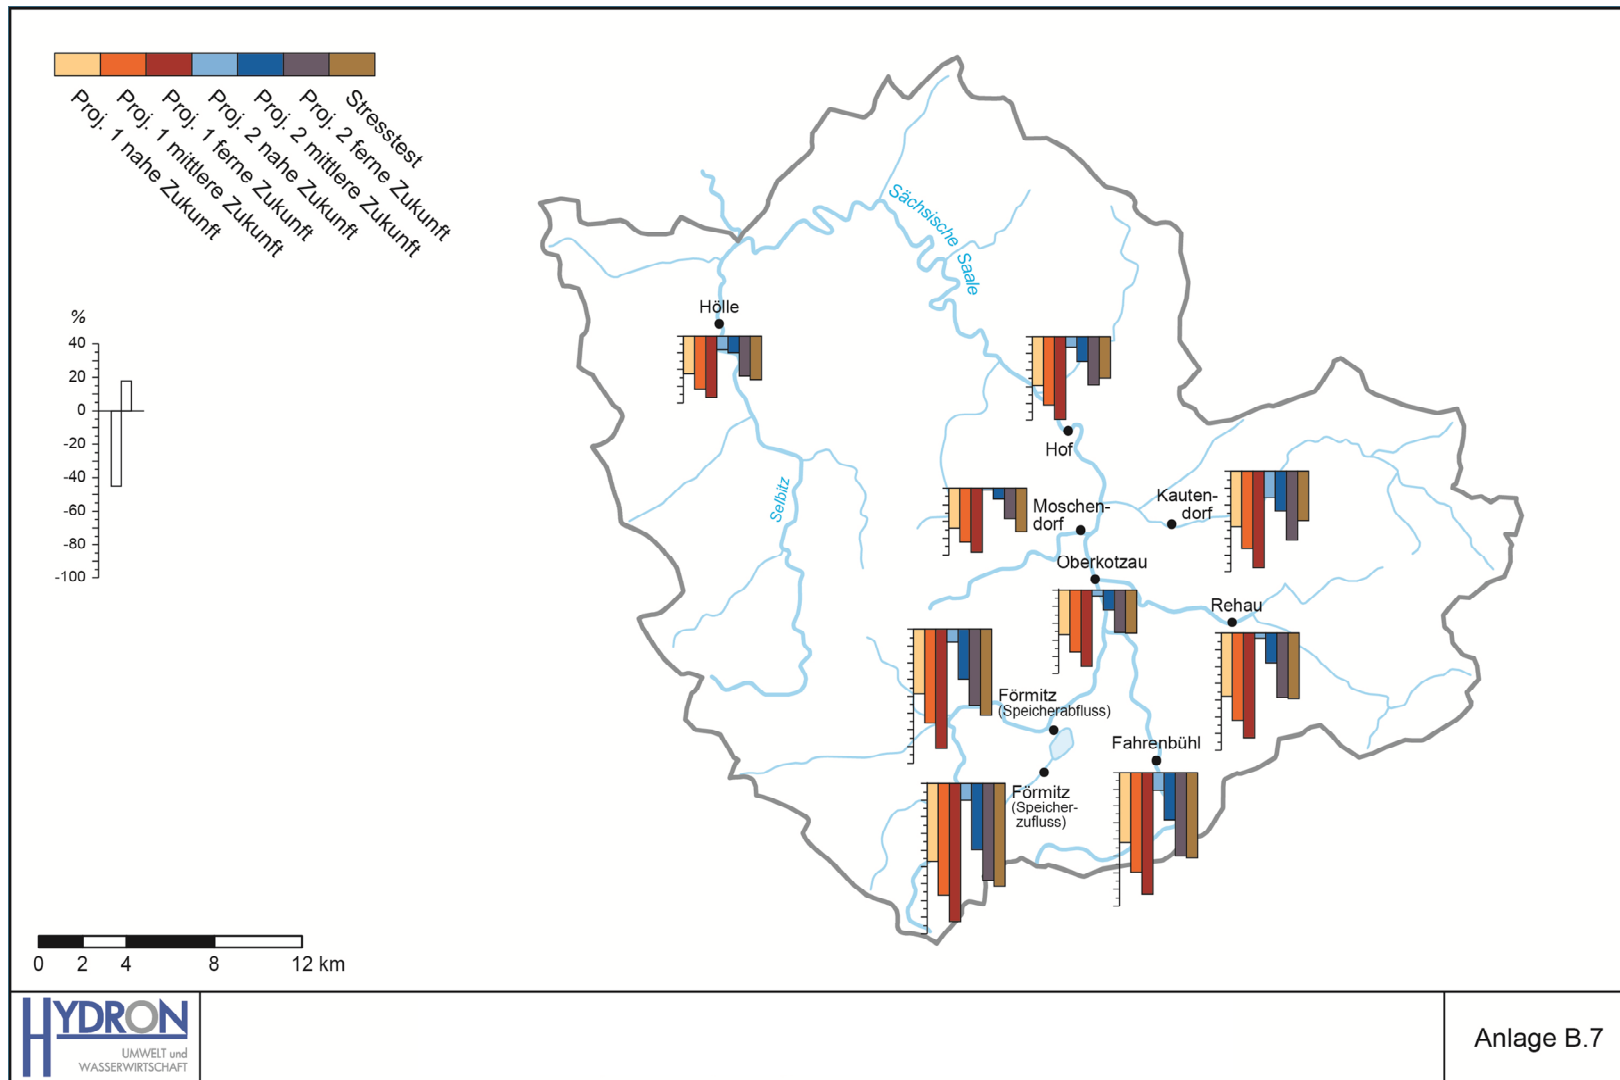 Proj. 1 nahe Zukunft
Proj. 1 mittlere Zukunft
Proj. 1 ferne Zukunft
Proj. 2 nahe Zukunft
Proj. 2 mittlere Zukunft
Proj. 2 ferne Zukunft
Stresstest
%
40
20
0
-20
-40
-60
-80
-100
Sächsische Saale
Hölle
Hof
Selbitz
Moschen-
dorf
Kauten-
dorf
Oberkotzau
Rehau
Förmitz
(Speicherabfluss)
Fahrenbühl
Förmitz
(Speicher-
zufluss)
0 2 4 8 12 km
HYDRON
UMWELT und
WASSERWIRTSCHAFT
Anlage B.7